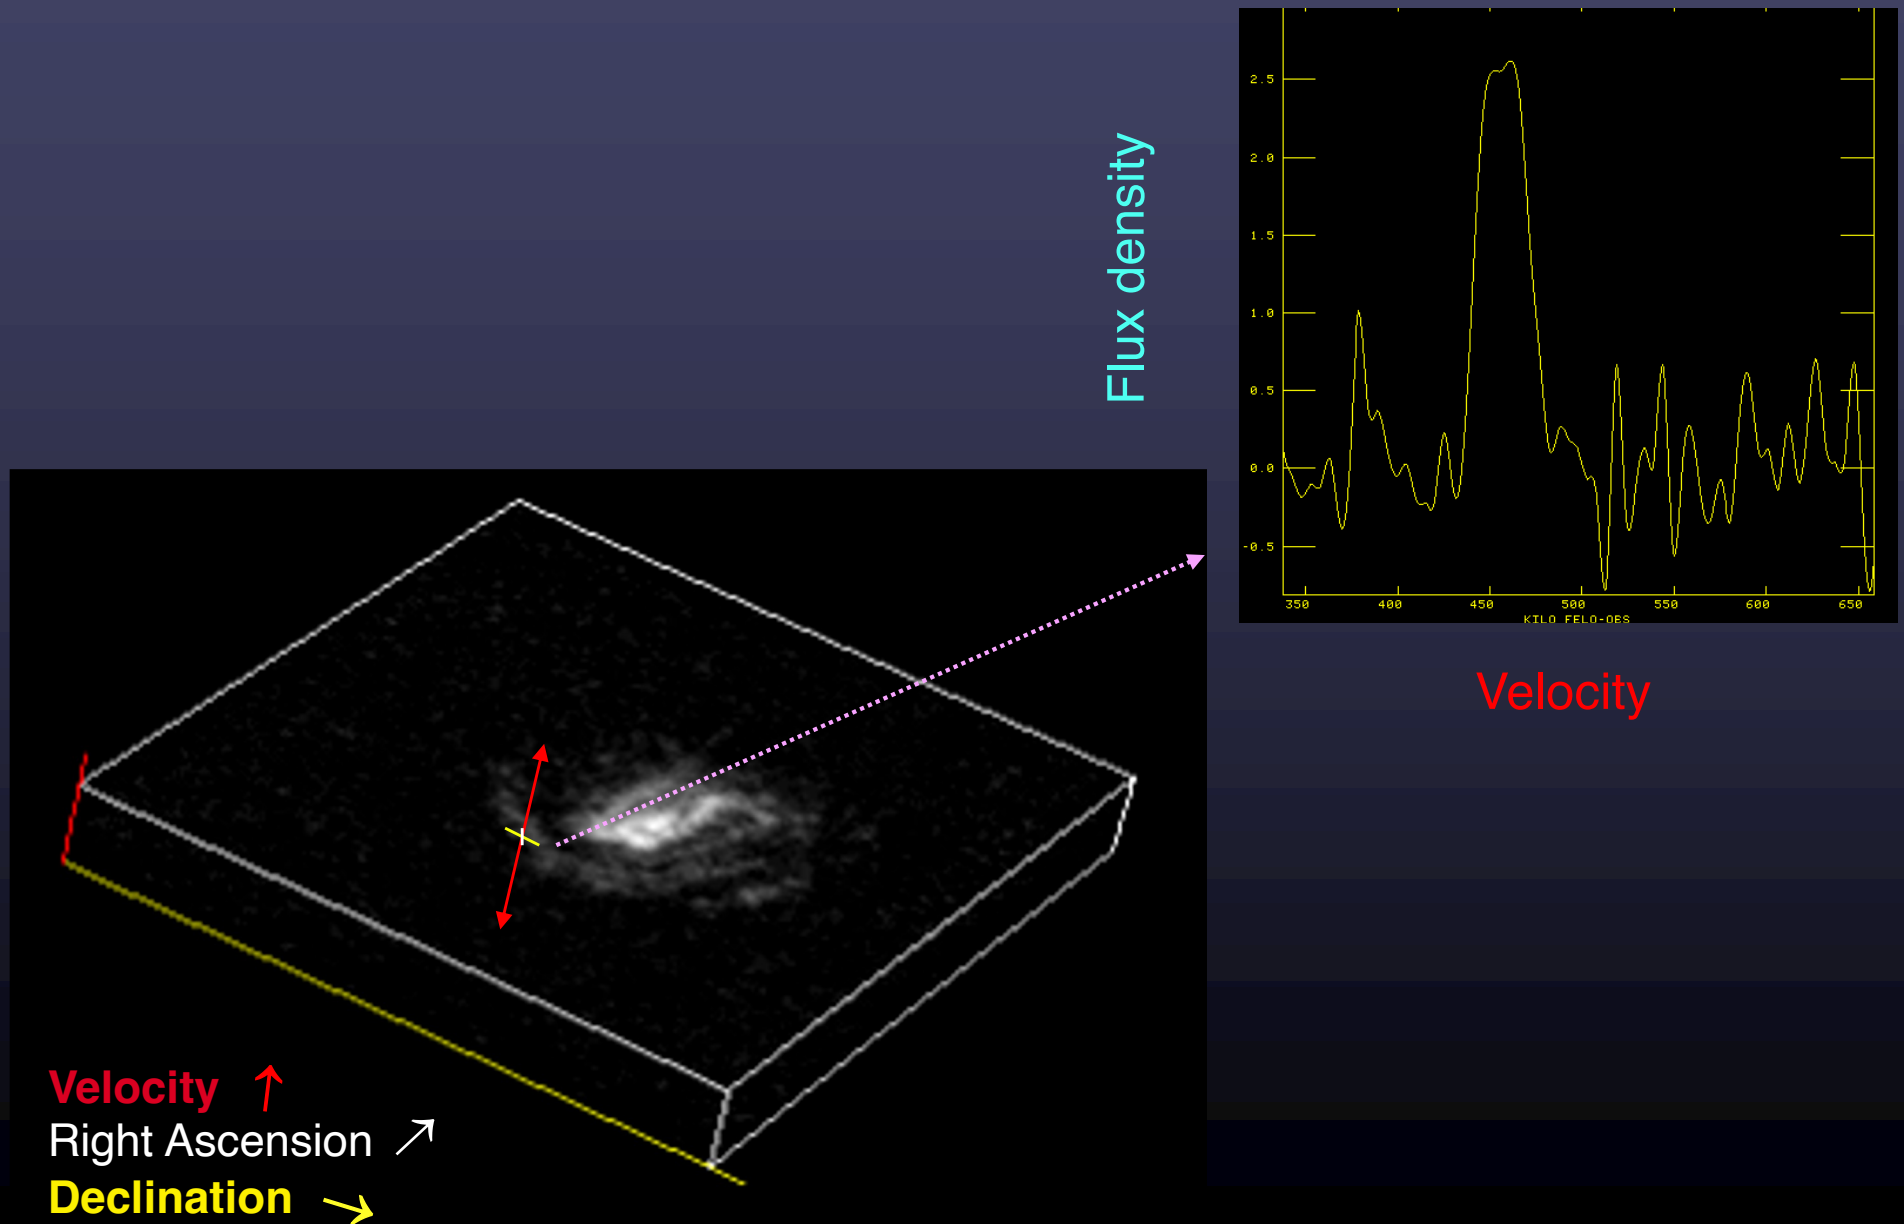 2.5
2.0
1.5
1.0
0.5
0.0
-0.5
350 400 450 500 550 600 650
KILO FELO-OBS
Flux density
Velocity
Velocity ↑
Right Ascension ↗
Declination →